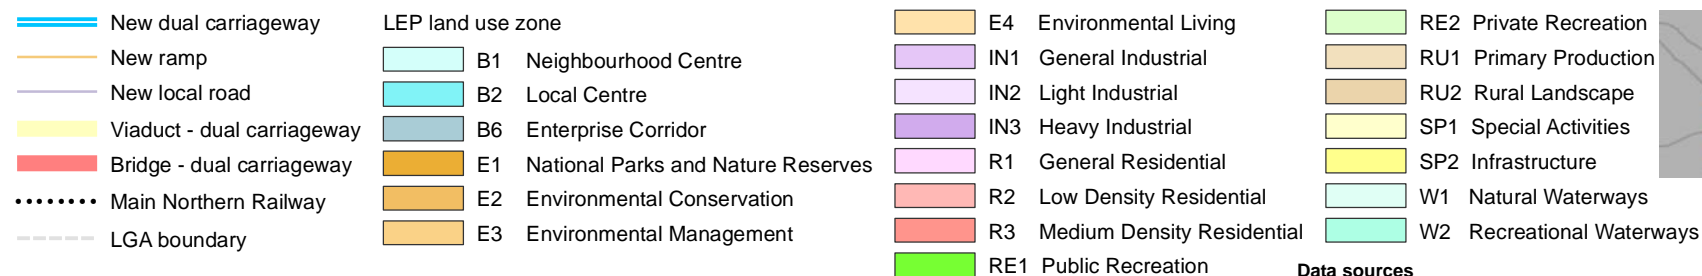 New dual carriageway
New ramp
New local road
Viaduct - dual carriageway
Bridge - dual carriageway
Main Northern Railway
LGA boundary
LEP land use zone
B1 Neighbourhood Centre
B2 Local Centre
B6 Enterprise Corridor
E1 National Parks and Nature Reserves
E2 Environmental Conservation
E3 Environmental Management
E4 Environmental Living
IN1 General Industrial
IN2 Light Industrial
IN3 Heavy Industrial
R1 General Residential
R2 Low Density Residential
R3 Medium Density Residential
RE1 Public Recreation
RE2 Private Recreation
RU1 Primary Production
RU2 Rural Landscape
SP1 Special Activities
SP2 Infrastructure
W1 Natural Waterways
W2 Recreational Waterways
Data sources